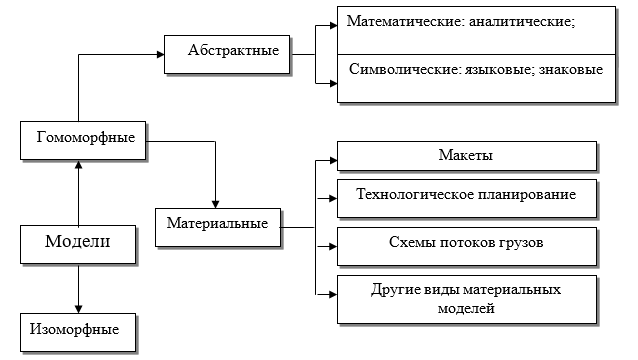 Математические: аналитические;
Абстрактные
Символические: языковые; знаковые
Гомоморфные
Макеты
Технологическое планирование
Материальные
Модели
Схемы потоков грузов
Другие виды материальных
моделей
Изоморфные